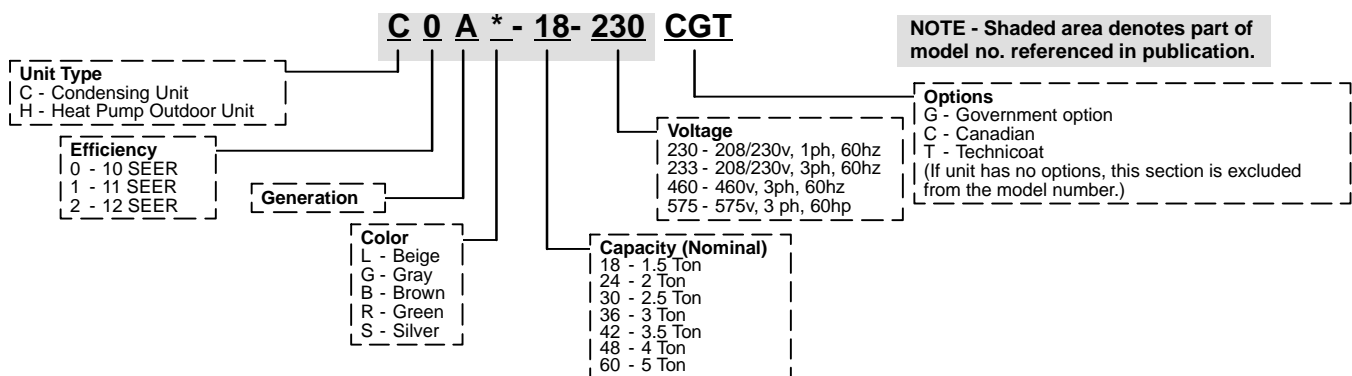 C 0 A * - 18 - 230 CGT
NOTE - Shaded area denotes part of
model no. referenced in publication.
Unit Type
C - Condensing Unit
H - Heat Pump Outdoor Unit
Efficiency
0 - 10 SEER
1 - 11 SEER
2 - 12 SEER
Generation
Color
L - Beige
G - Gray
B - Brown
R - Green
S - Silver
Capacity (Nominal)
18 - 1.5 Ton
24 - 2 Ton
30 - 2.5 Ton
36 - 3 Ton
42 - 3.5 Ton
48 - 4 Ton
60 - 5 Ton
Voltage
230 - 208/230v, 1ph, 60hz
233 - 208/230v, 3ph, 60hz
460 - 460v, 3ph, 60hz
575 - 575v, 3 ph, 60hp
Options
G - Government option
C - Canadian
T - Technicoat
(If unit has no options, this section is excluded
from the model number.)